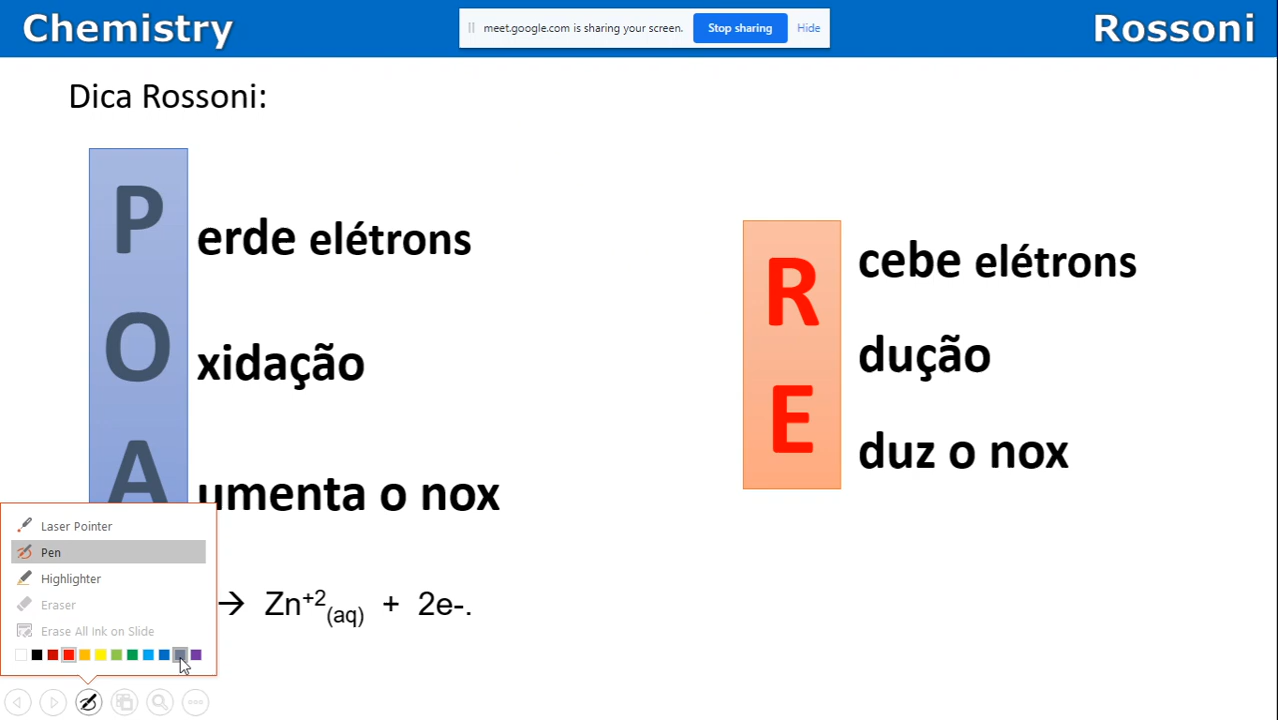 Chemistry
meet.google.com is sharing your screen. Stop sharing Hide
Rossoni
Dica Rossoni:
P erde elétrons
O xidação
A umenta o nox
R
E
cebe elétrons
dução
duz o nox
→ Zn+2(aq) + 2e-.
Laser Pointer
Pen
Highlighter
Eraser
Erase All Ink on Slide